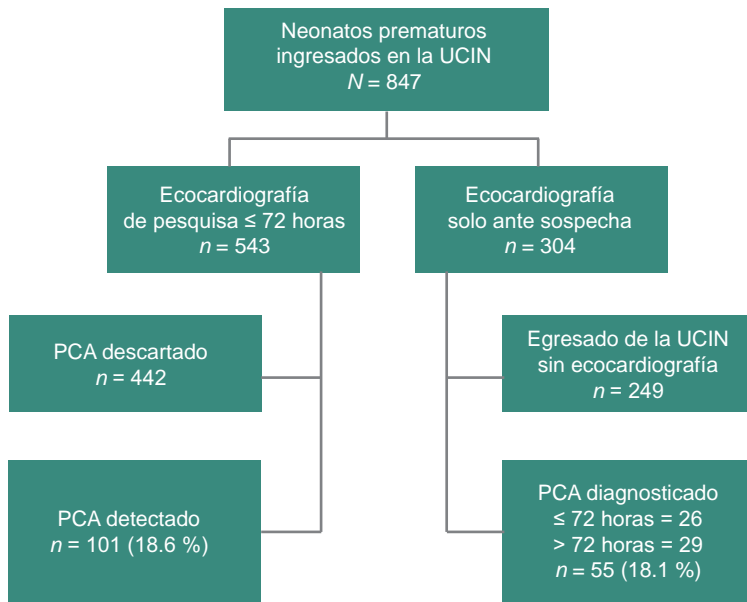 Neonatos prematuros
ingresados en la UCIN
N = 847
Ecocardiografía
de pesquisa ≤ 72 horas
n = 543
Ecocardiografía
solo ante sospecha
n = 304
PCA descartado
n = 442
Egresado de la UCIN
sin ecocardiografía
n = 249
PCA detectado
n = 101 (18.6 %)
PCA diagnosticado
≤ 72 horas = 26
> 72 horas = 29
n = 55 (18.1 %)